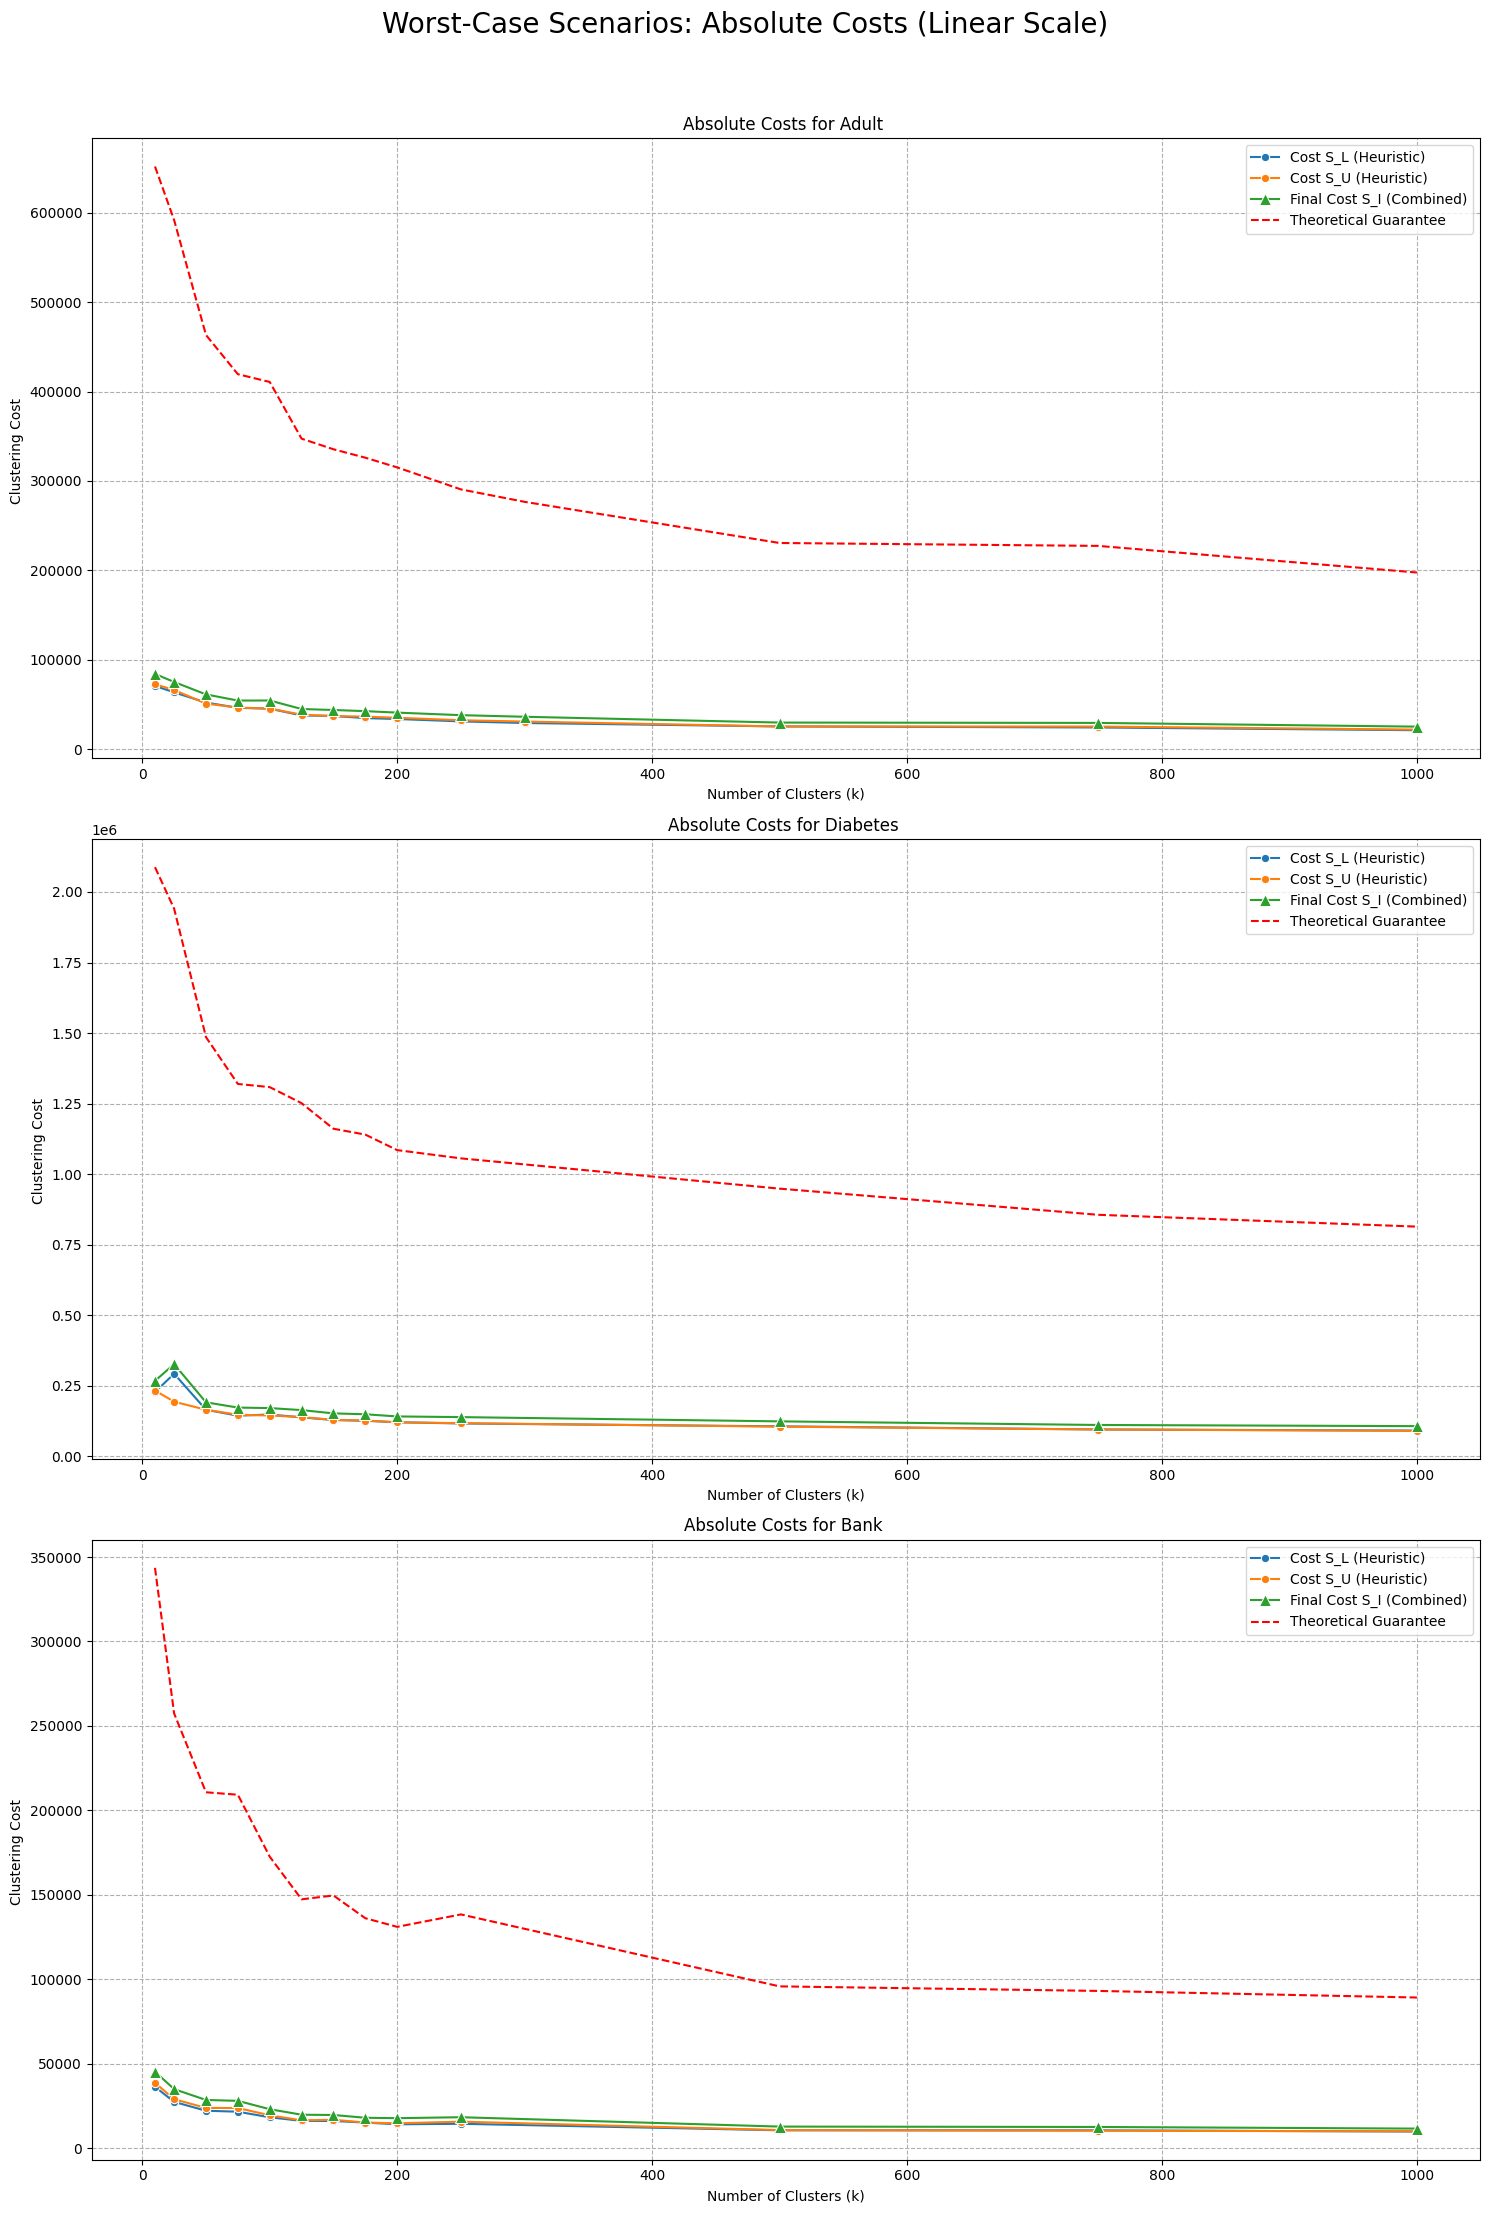 Worst-Case Scenarios: Absolute Costs (Linear Scale)
Absolute Costs for Adult
Cost S_L (Heuristic)
Cost S_U (Heuristic)
Final Cost S_I (Combined)
Theoretical Guarantee
600000
500000
400000
300000
200000
100000
0
Clustering Cost
0 200 400 600 800 1000
Number of Clusters (k)
Absolute Costs for Diabetes
1e6
Cost S_L (Heuristic)
Cost S_U (Heuristic)
Final Cost S_I (Combined)
Theoretical Guarantee
2.00
1.75
1.50
1.25
1.00
0.75
0.50
0.25
0.00
Clustering Cost
0 200 400 600 800 1000
Number of Clusters (k)
Absolute Costs for Bank
Cost S_L (Heuristic)
Cost S_U (Heuristic)
Final Cost S_I (Combined)
Theoretical Guarantee
350000
300000
250000
200000
150000
100000
50000
0
Clustering Cost
0 200 400 600 800 1000
Number of Clusters (k)